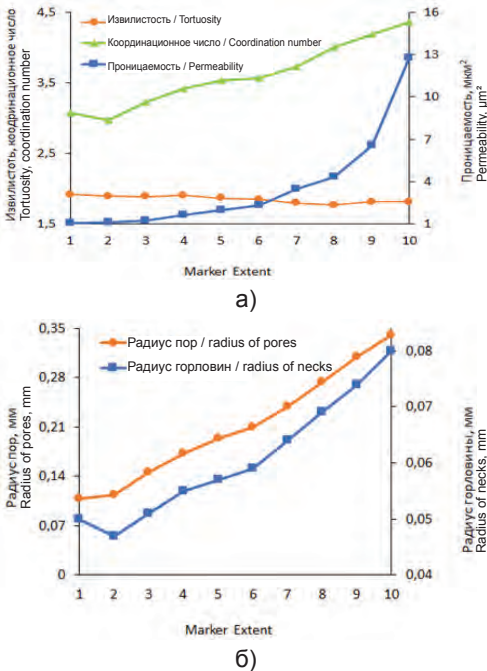 Извилистоть, коодринационное число
Tortuosity, coordination number
4,5
3,5
2,5
1,5
Извилистость / Tortuosity
Координационное число / Coordination number
Проницаемость / Permeability
16
13
10
7
4
1
Проницаемость, мкм²
Permeability, μm²
1 2 3 4 5 6 7 8 9 10
Marker Extent
а)
Радиус пор, мм
Radius of pores, mm
0,35
0,28
0,21
0,14
0,07
0
Радиус пор / radius of pores
Радиус горловин / radius of necks
0,08
0,07
0,06
0,05
0,04
Радиус горловины, мм
Radius of necks, mm
1 2 3 4 5 6 7 8 9 10
Marker Extent
б)